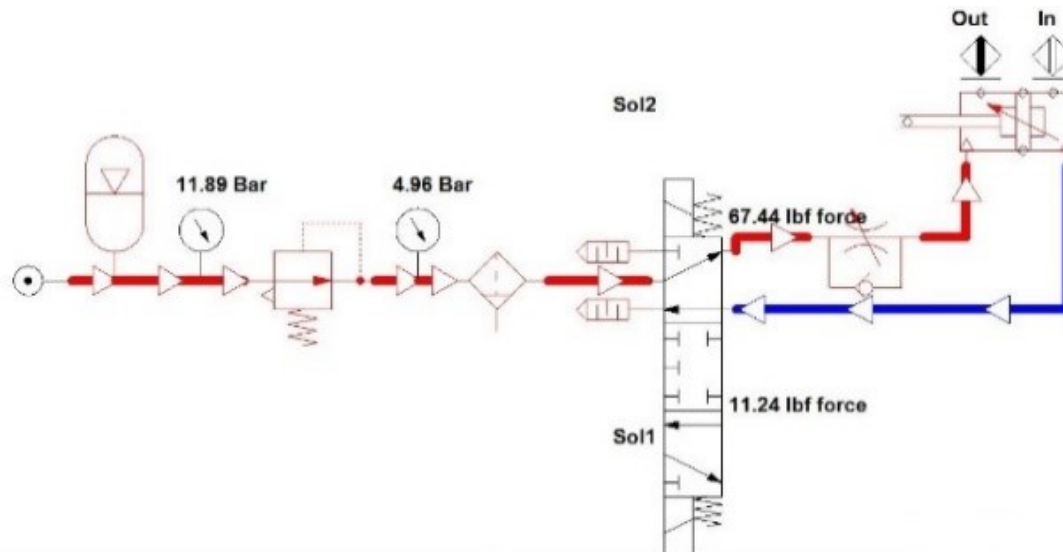 Out In
Sol2
11.89 Bar
4.96 Bar
67.44 lbf force
11.24 lbf force
Sol1